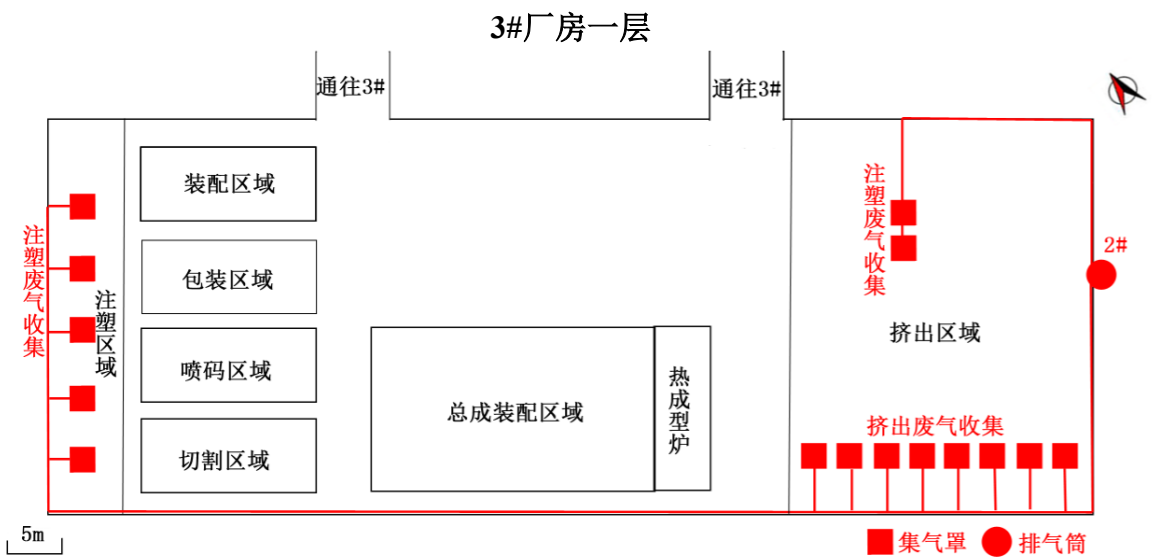 3#厂房一层
通往3#
通往3#
装配区域
包装区域
喷码区域
切割区域
注塑废气收集
注塑区域
总成装配区域
热成型炉
注塑废气收集
2#
挤出区域
挤出废气收集
5m
集气罩
排气筒